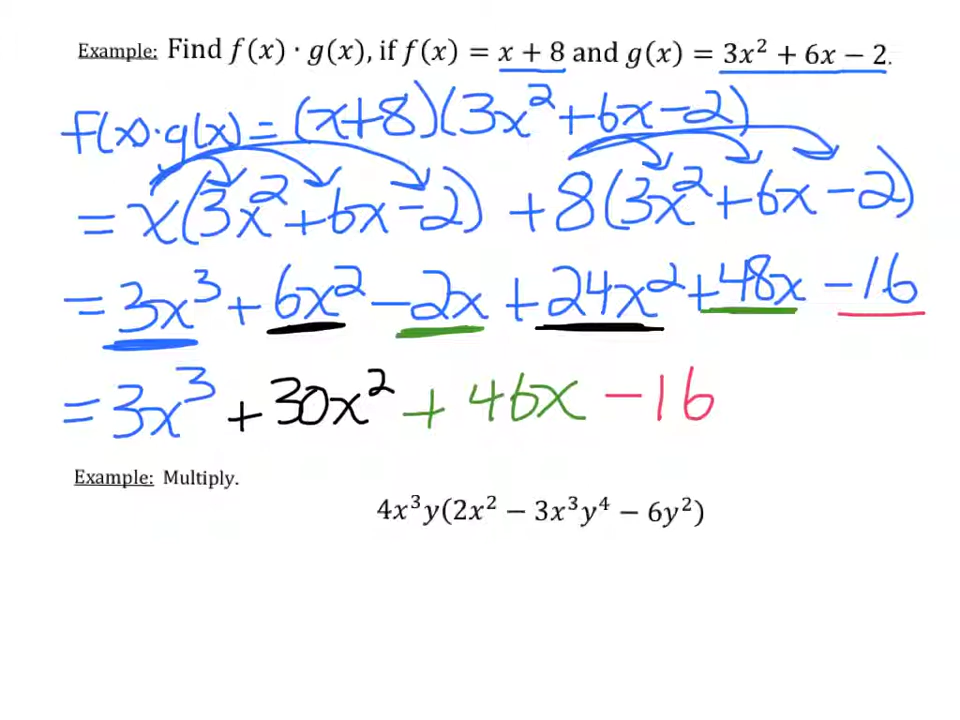 Example: Find f(x) · g(x), if f(x) = x + 8 and g(x) = 3x² + 6x − 2.
f(x)·g(x) = (x+8)(3x²+6x−2)
= x(3x²+6x−2) + 8(3x²+6x−2)
= 3x³ + 6x² − 2x + 24x² + 48x − 16
= 3x³ + 30x² + 46x − 16
Example: Multiply.
4x³y(2x² − 3x³y⁴ − 6y²)